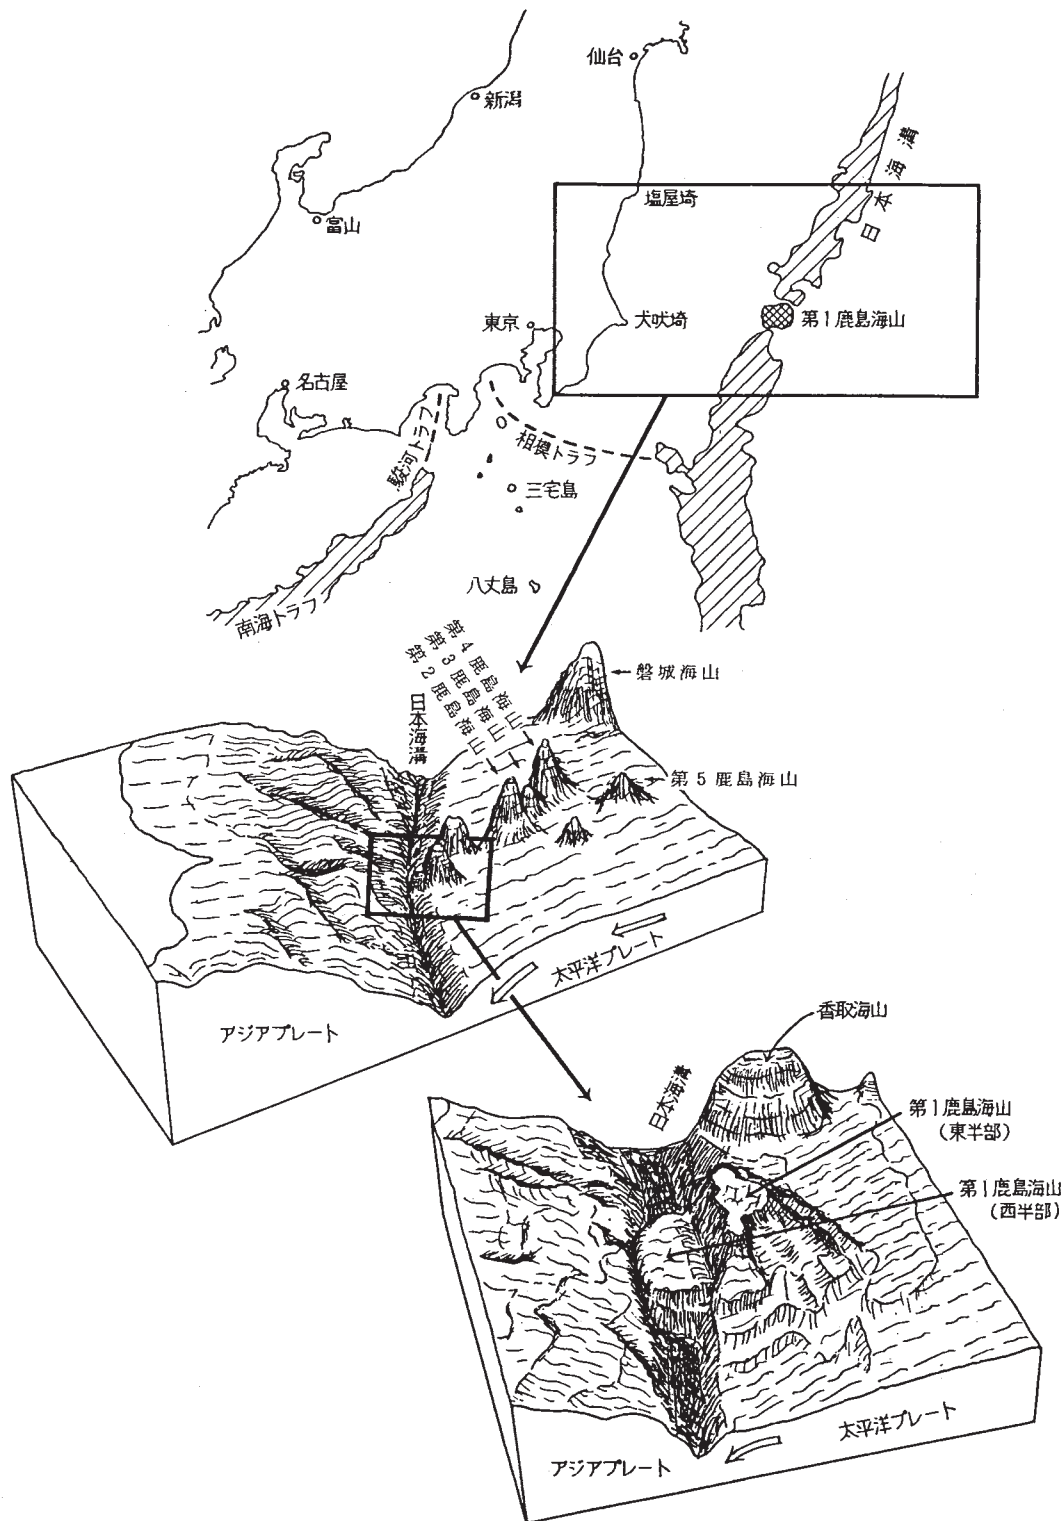 仙台
新潟
日本海溝
塩屋埼
富山
東京
犬吠埼
第1鹿島海山
名古屋
駿河トラフ
相模トラフ
三宅島
八丈島
南海トラフ
第4鹿島海山
第3鹿島海山
第2鹿島海山
磐城海山
日本海溝
第5鹿島海山
太平洋プレート
アジアプレート
香取海山
日本海溝
第1鹿島海山
(東半部)
第1鹿島海山
(西半部)
太平洋プレート
アジアプレート